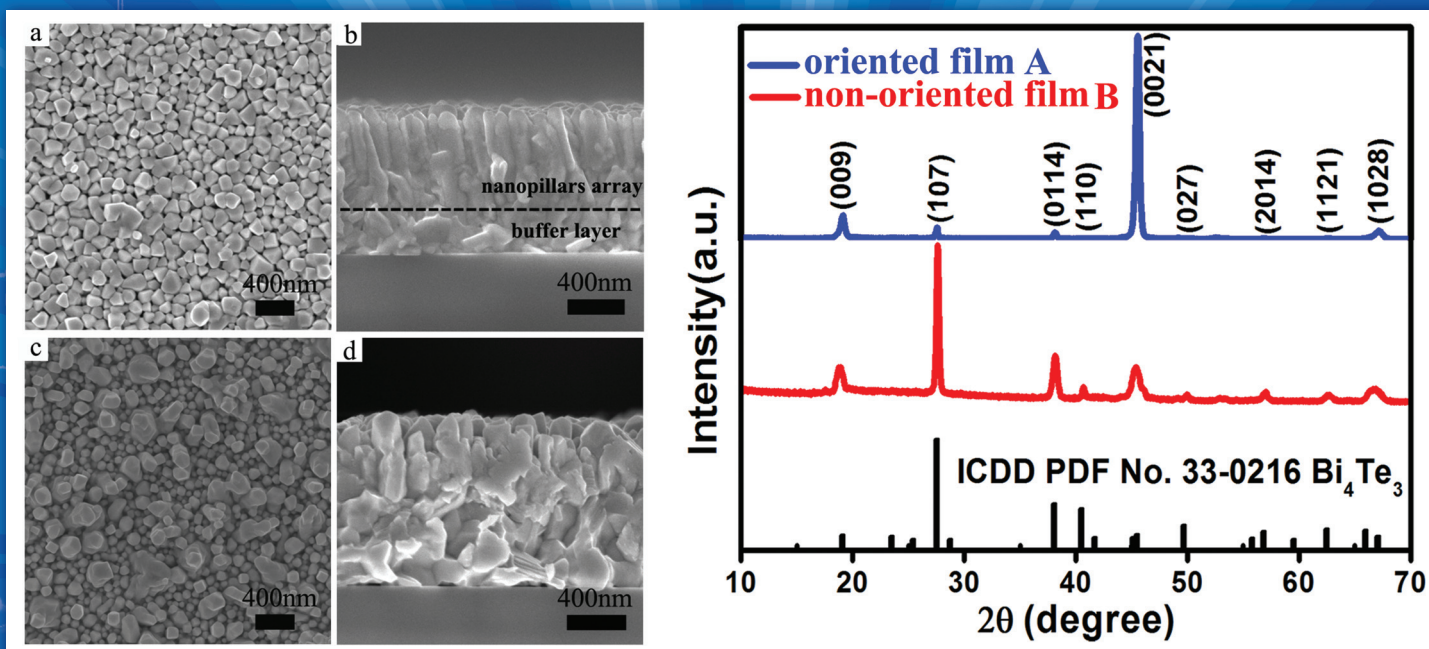 a
b
nanopillars array
buffer layer
400nm
400nm
c
d
400nm
400nm
oriented film A
non-oriented film B
(009)
(107)
(0114)
(110)
(0021)
(027)
(2014)
(1121)
(1028)
Intensity(a.u.)
ICDD PDF No. 33-0216 Bi₄Te₃
10 20 30 40 50 60 70
2θ (degree)